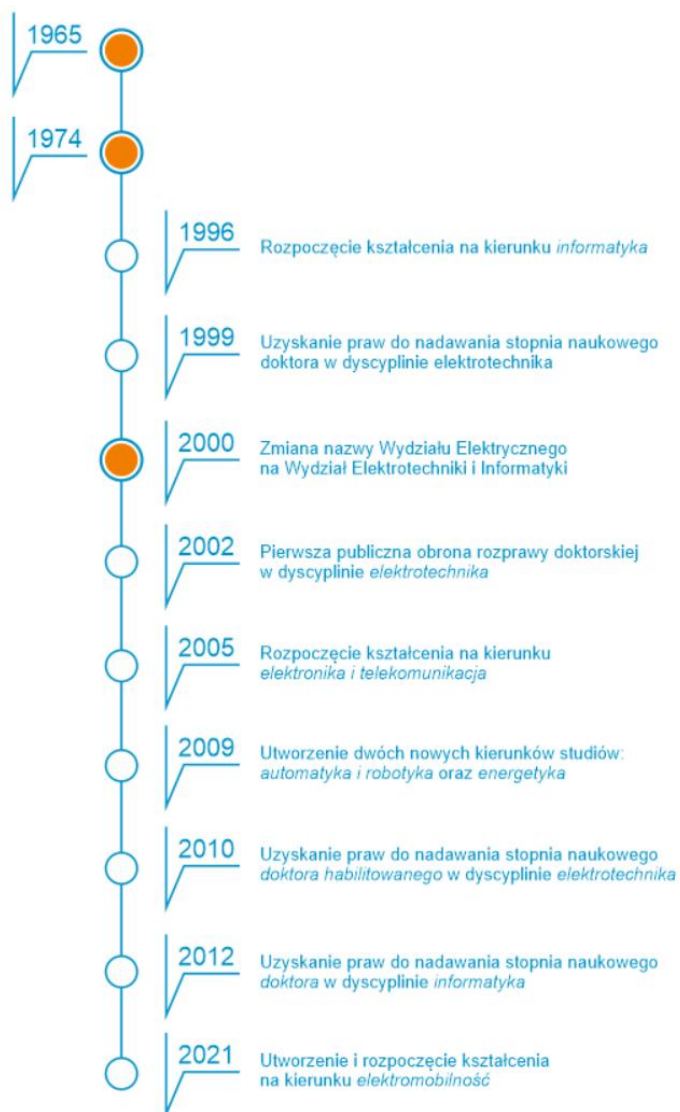 1965
1974
1996
Rozpoczęcie kształcenia na kierunku informatyka
1999
Uzyskanie praw do nadawania stopnia naukowego
doktora w dyscyplinie elektrotechnika
2000
Zmiana nazwy Wydziału Elektrycznego
na Wydział Elektrotechniki i Informatyki
2002
Pierwsza publiczna obrona rozprawy doktorskiej
w dyscyplinie elektrotechnika
2005
Rozpoczęcie kształcenia na kierunku
elektronika i telekomunikacja
2009
Utworzenie dwóch nowych kierunków studiów:
automatyka i robotyka oraz energetyka
2010
Uzyskanie praw do nadawania stopnia naukowego
doktora habilitowanego w dyscyplinie elektrotechnika
2012
Uzyskanie praw do nadawania stopnia naukowego
doktora w dyscyplinie informatyka
2021
Utworzenie i rozpoczęcie kształcenia
na kierunku elektromobilność